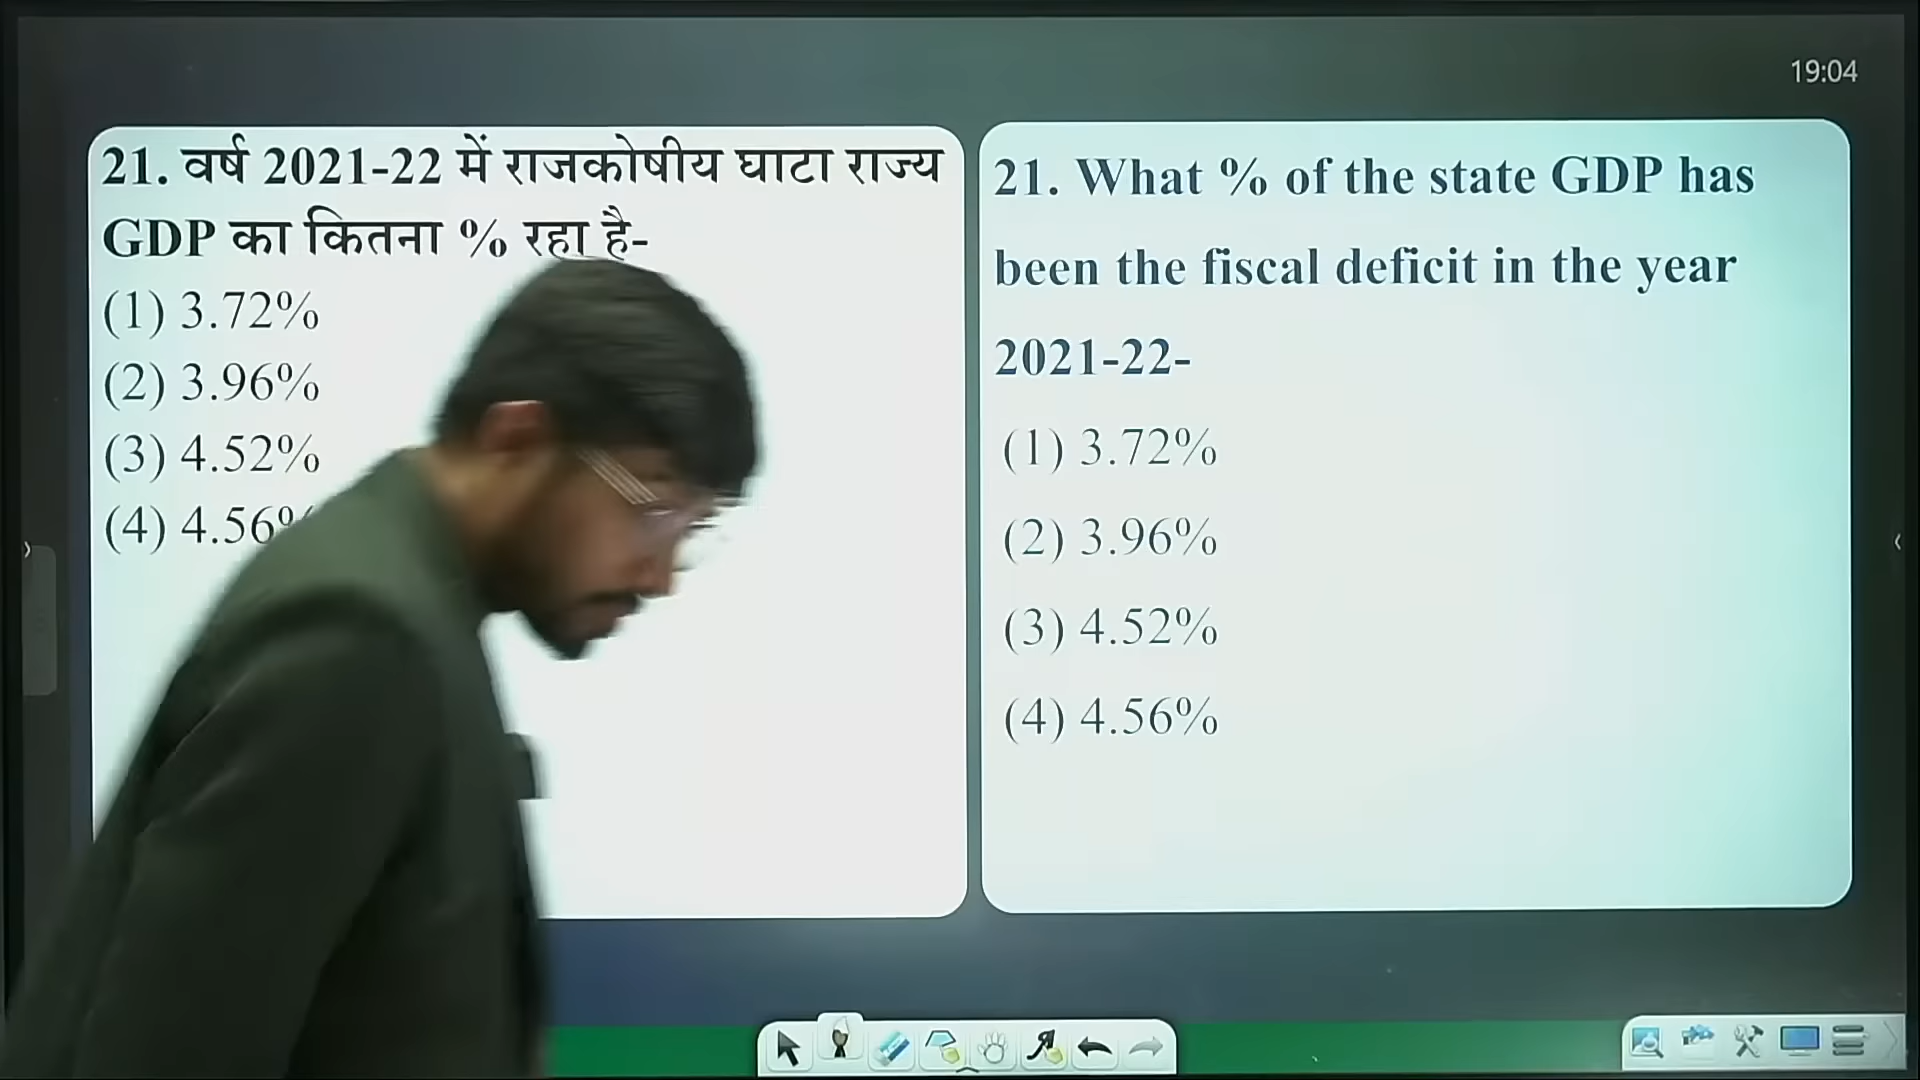 19:04
21. वर्ष 2021-22 में राजकोषीय घाटा राज्य
GDP का कितना % रहा है-
(1) 3.72%
(2) 3.96%
(3) 4.52%
(4) 4.56%
21. What % of the state GDP has
been the fiscal deficit in the year
2021-22-
(1) 3.72%
(2) 3.96%
(3) 4.52%
(4) 4.56%